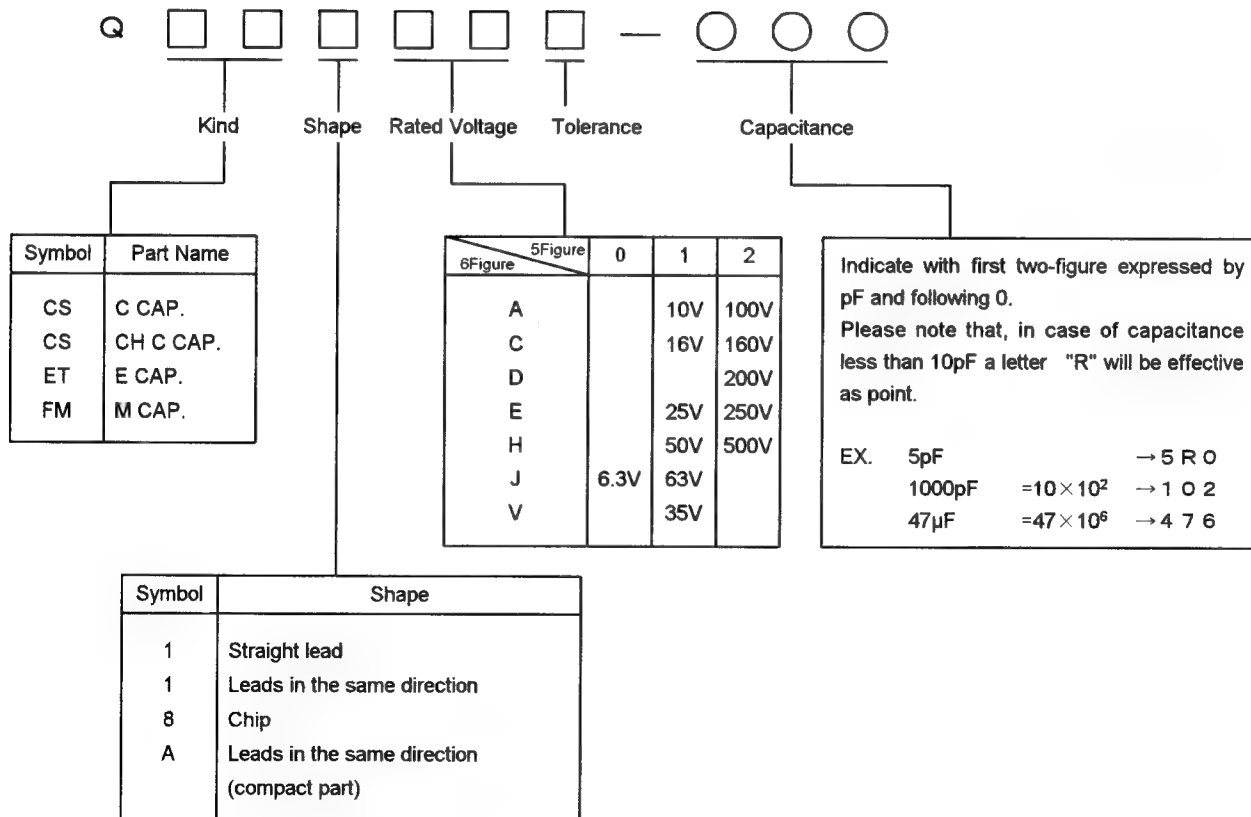 Q □ □ □ □ □ □ — ○ ○ ○
Kind Shape Rated Voltage Tolerance Capacitance
Symbol Part Name
CS C CAP.
CS CH C CAP.
ET E CAP.
FM M CAP.
5Figure
6Figure
0 1 2
A 10V 100V
C 16V 160V
D 200V
E 25V 250V
H 50V 500V
J 6.3V 63V
V 35V
Indicate with first two-figure expressed by
pF and following 0.
Please note that, in case of capacitance
less than 10pF a letter "R" will be effective
as point.
EX. 5pF →5 R 0
1000pF =10×10² →1 0 2
47µF =47×10⁶ →4 7 6
Symbol Shape
1 Straight lead
1 Leads in the same direction
8 Chip
A Leads in the same direction
(compact part)